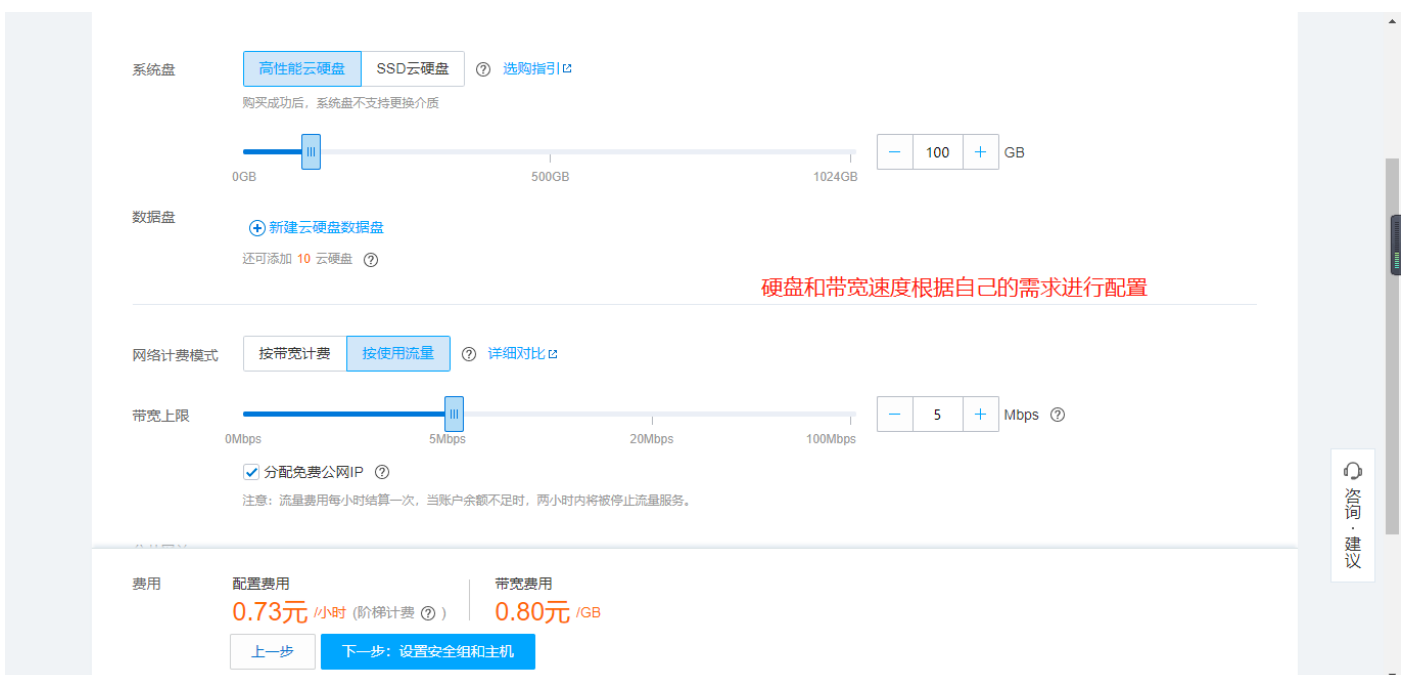 系统盘
高性能云硬盘 SSD云硬盘 选购指引
购买成功后，系统盘不支持更换介质
100 GB
0GB 500GB 1024GB
数据盘
新建云硬盘数据盘
还可添加 10 云硬盘
硬盘和带宽速度根据自己的需求进行配置
网络计费模式 按带宽计费 按使用流量 详细对比
带宽上限
5 Mbps
0Mbps 5Mbps 20Mbps 100Mbps
分配免费公网IP
注意：流量费用每小时结算一次，当账户余额不足时，两小时内将被停止流量服务。
咨询·建议
费用 配置费用 带宽费用
0.73元 /小时 (阶梯计费 ) 0.80元 /GB
上一步 下一步：设置安全组和主机